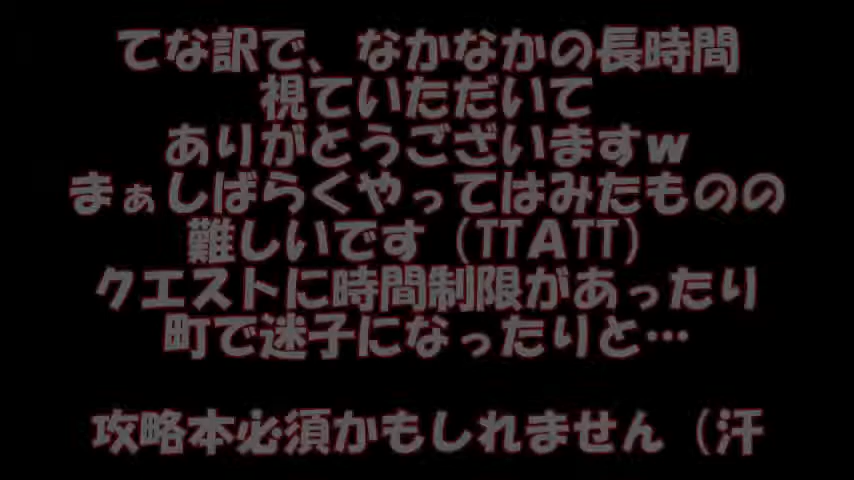 てな訳で、なかなかの長時間
視ていただいて
ありがとうございますｗ
まぁしばらくやってはみたものの
難しいです（TTATT）
クエストに時間制限があったり
町で迷子になったりと…
攻略本必須かもしれません（汗